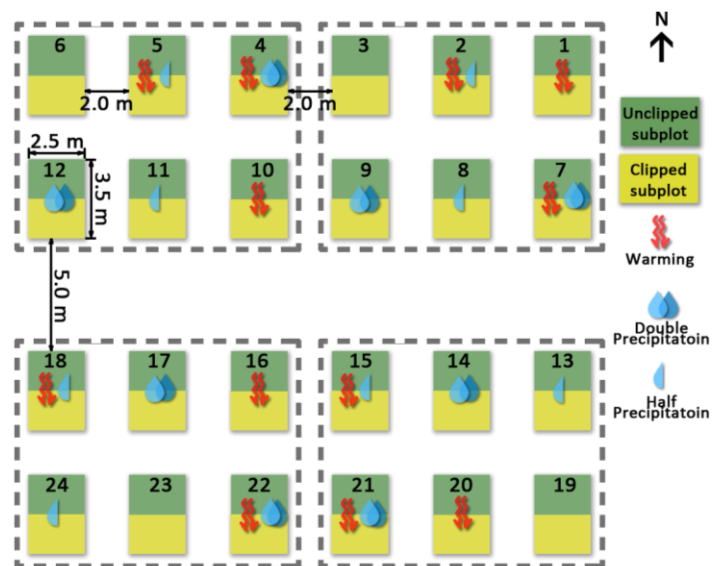 6 5 4 3 2 1
2.0 m 2.0 m
2.5 m
12 11 10 9 8 7
3.5 m
5.0 m
18 17 16 15 14 13
24 23 22 21 20 19
N
Unclipped
subplot
Clipped
subplot
Warming
Double
Precipitatoin
Half
Precipitatoin